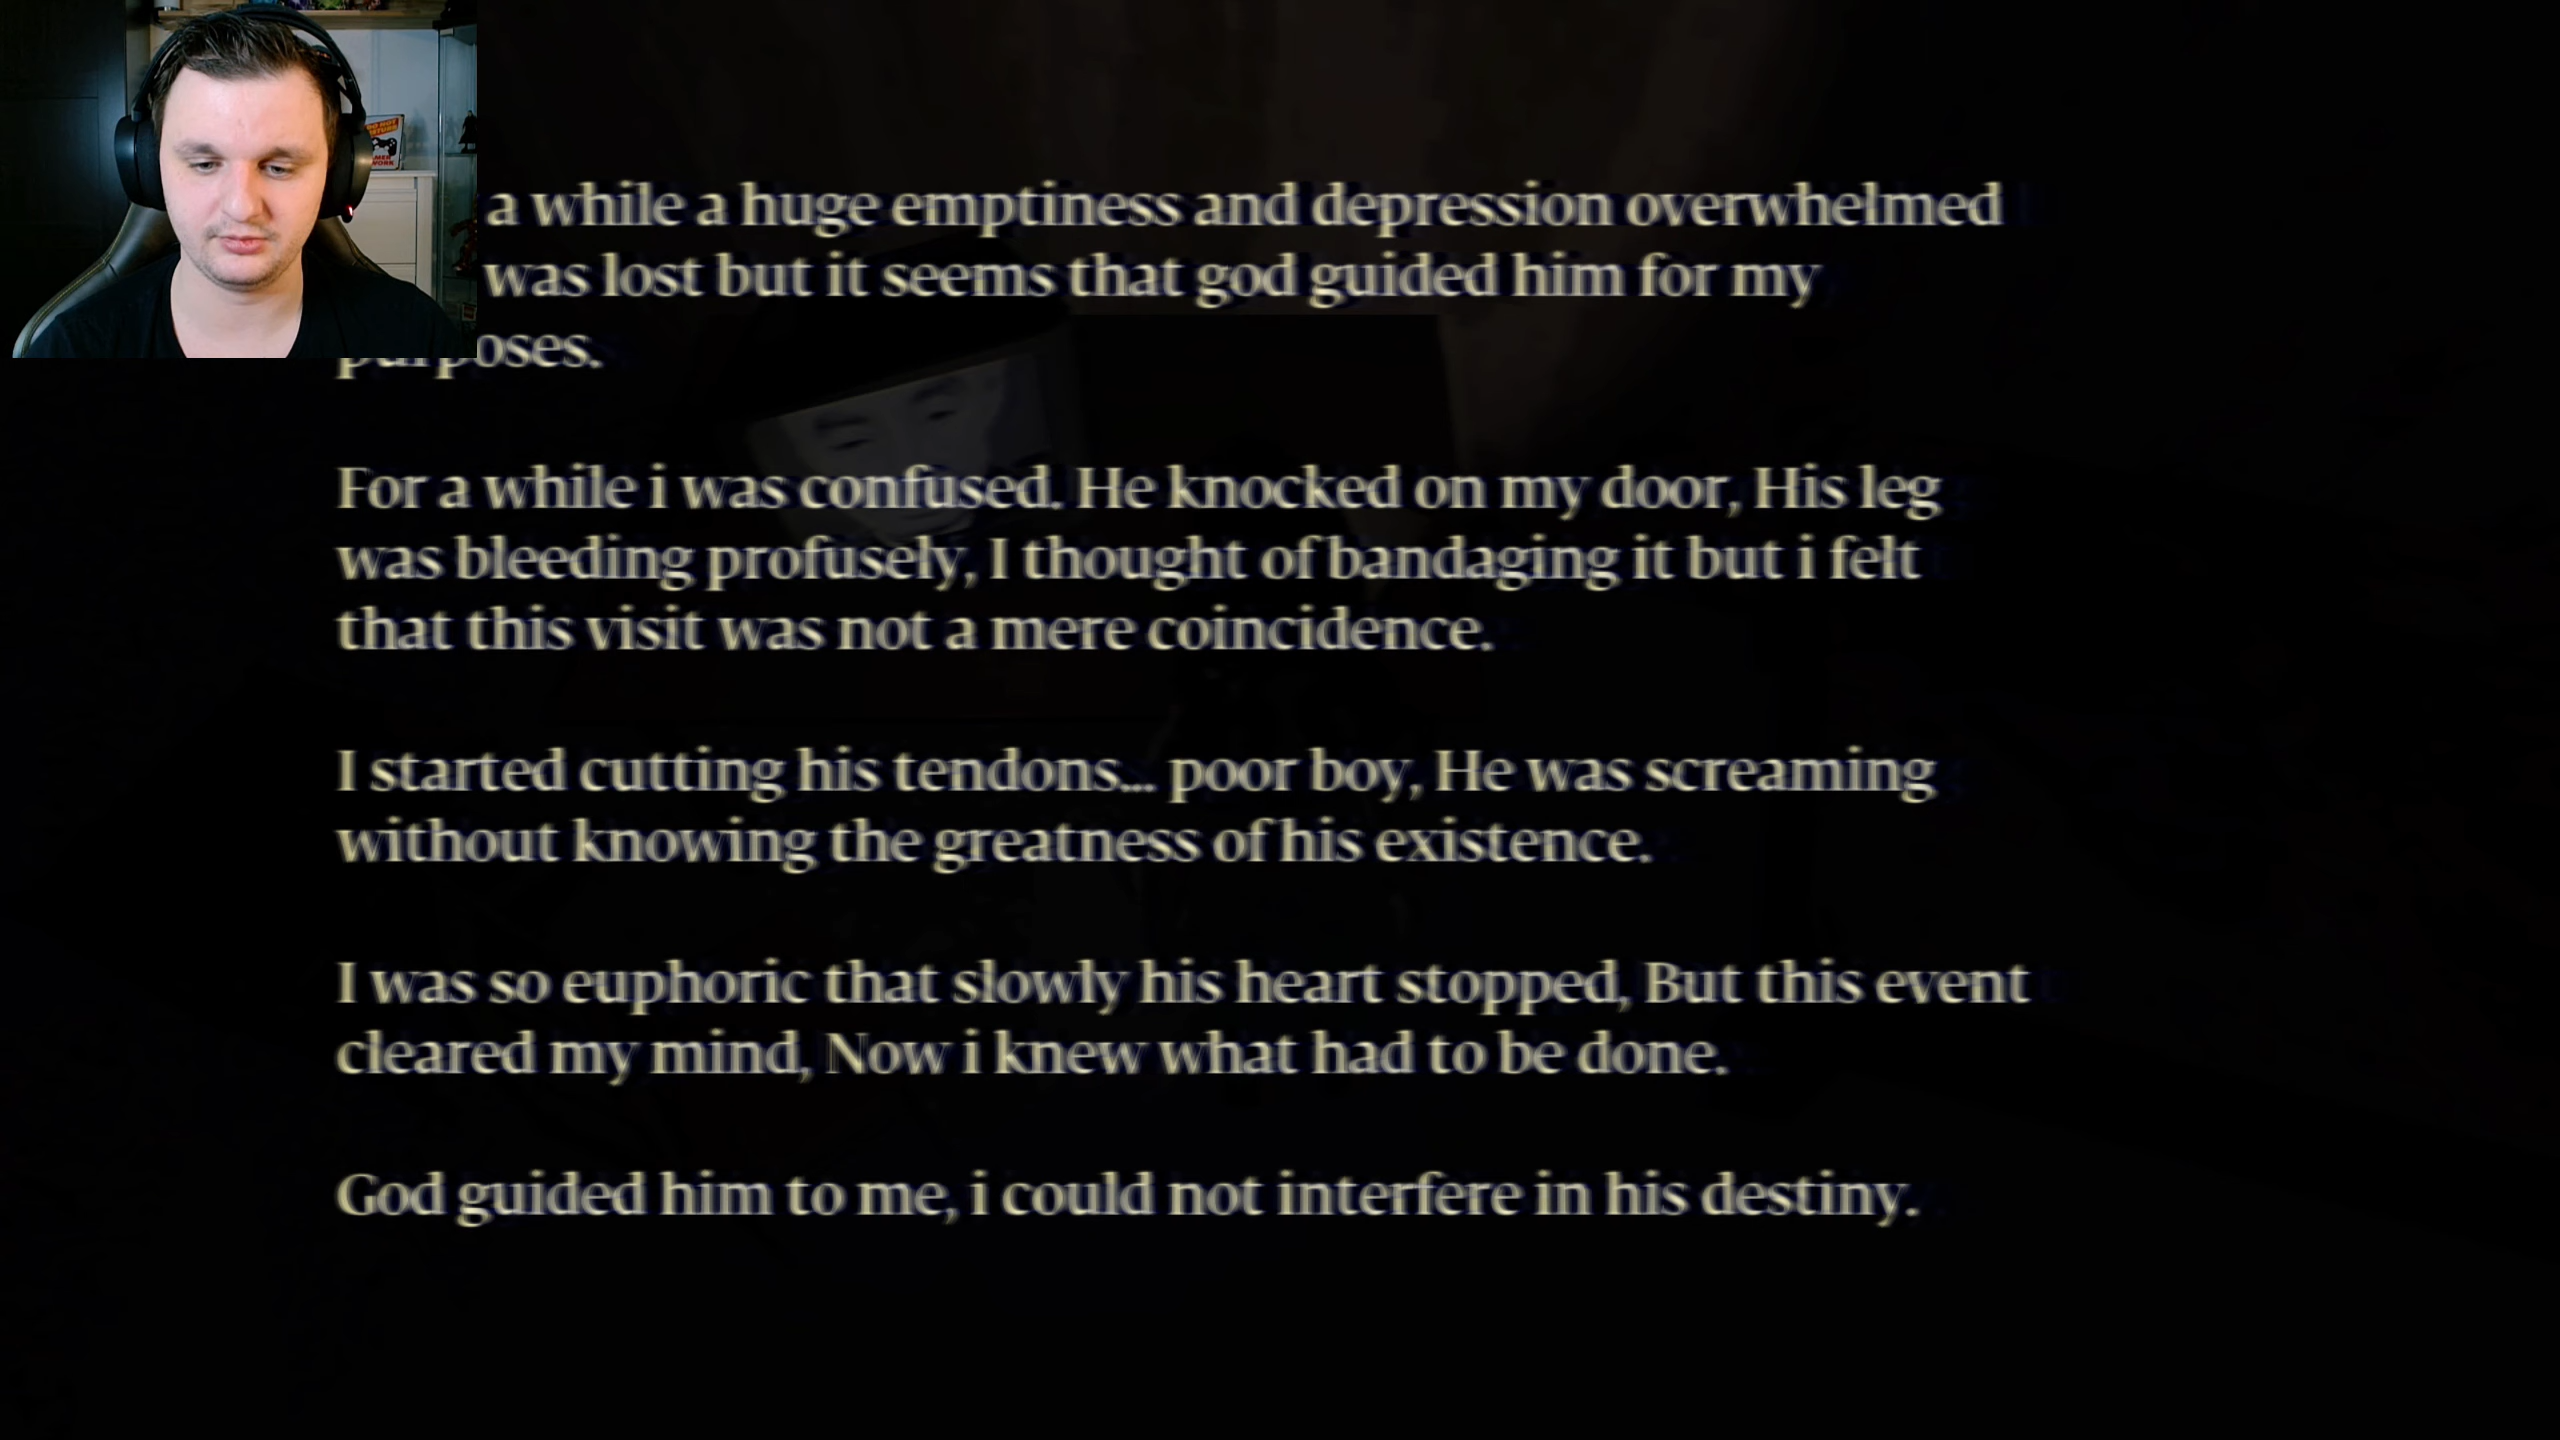 DO NOT
GAMER
WORK
a while a huge emptiness and depression overwhelmed
was lost but it seems that god guided him for my
purposes.
For a while i was confused. He knocked on my door, His leg
was bleeding profusely, I thought of bandaging it but i felt
that this visit was not a mere coincidence.
I started cutting his tendons... poor boy, He was screaming
without knowing the greatness of his existence.
I was so euphoric that slowly his heart stopped, But this event
cleared my mind, Now i knew what had to be done.
God guided him to me, i could not interfere in his destiny.